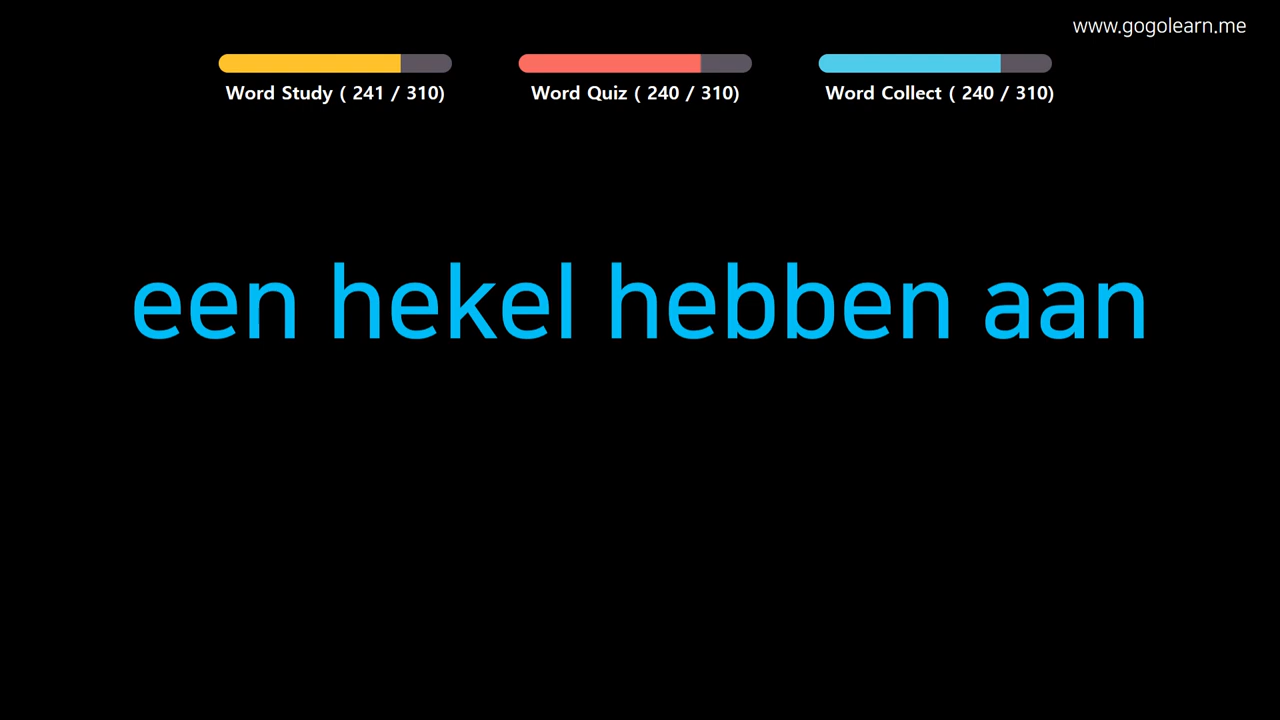 www.gogolearn.me
Word Study ( 241 / 310)
Word Quiz ( 240 / 310)
Word Collect ( 240 / 310)
een hekel hebben aan